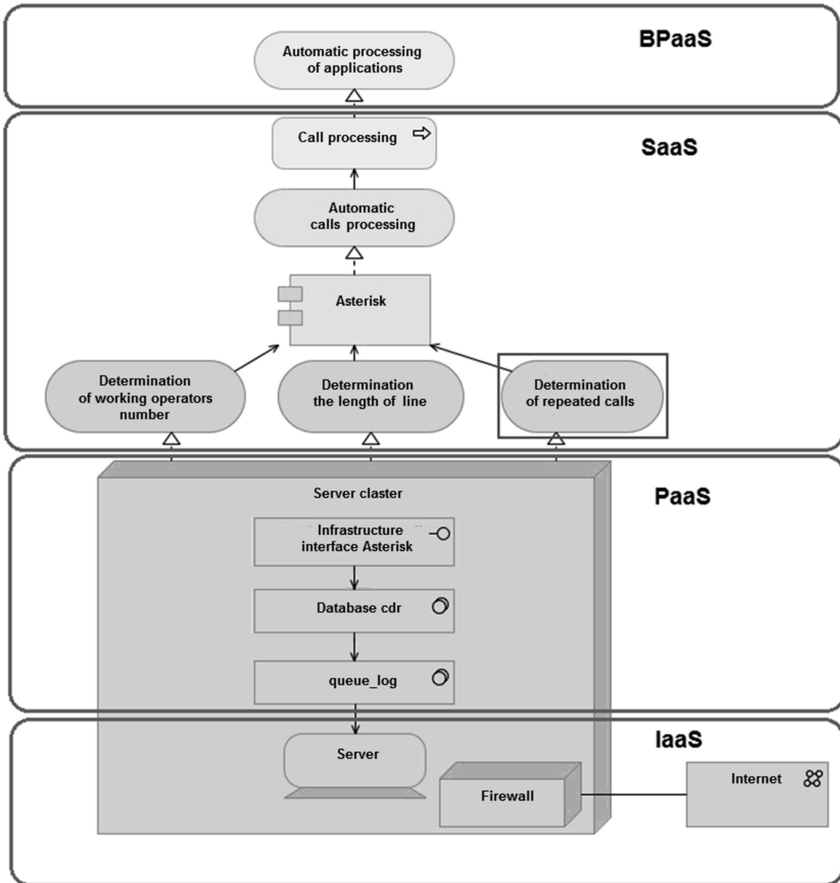 BPaaS
Automatic processing
of applications
SaaS
Call processing
Automatic
calls processing
Asterisk
Determination
of working operators
number
Determination
the length of line
Determination
of repeated calls
PaaS
Server claster
Infrastructure
interface Asterisk
Database cdr
queue_log
IaaS
Server
Firewall
Internet